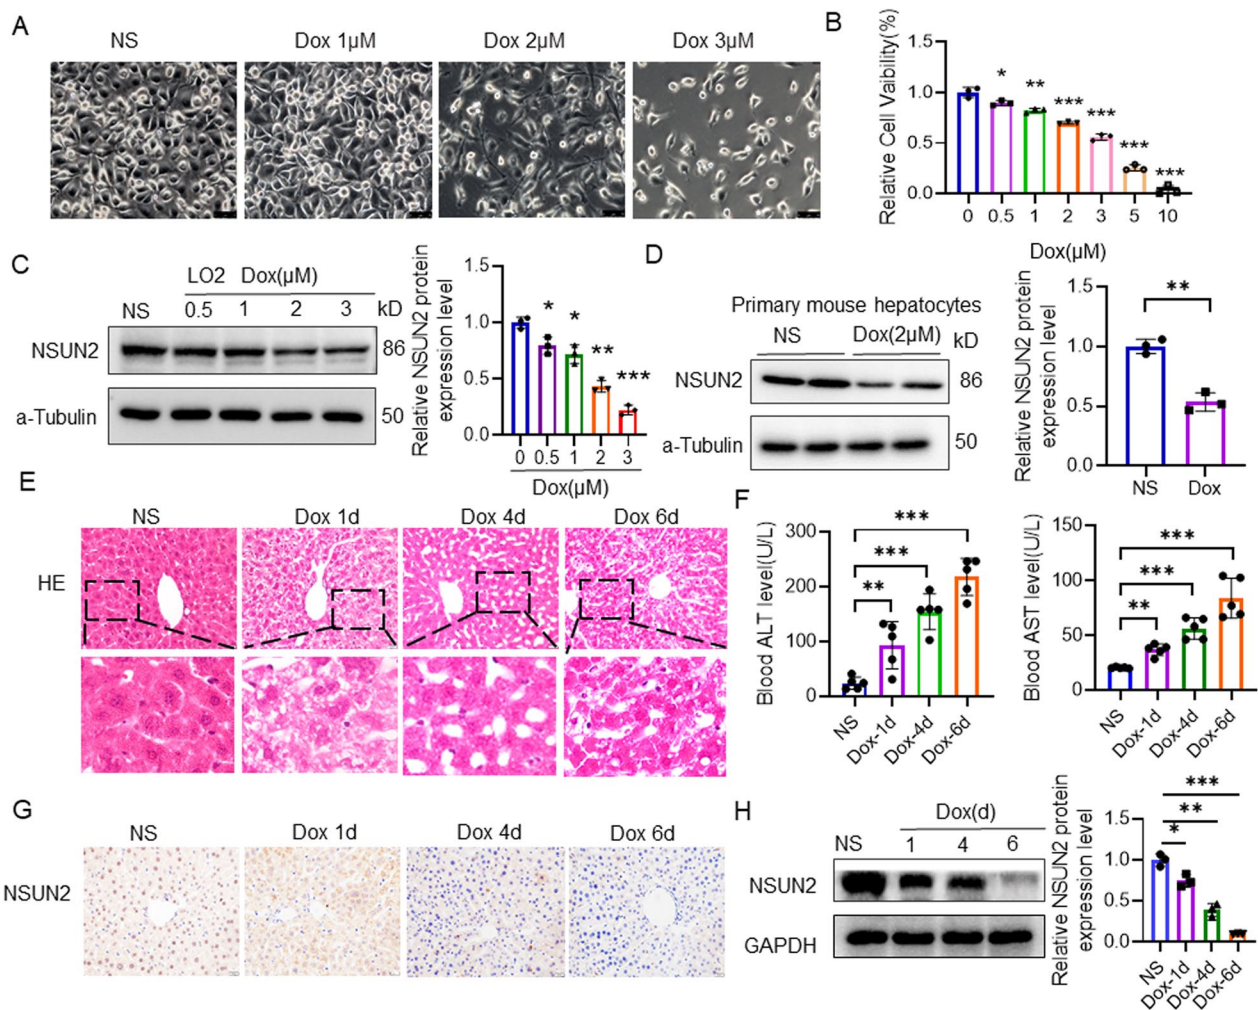 A
NS
Dox 1μM
Dox 2μM
Dox 3μM
B
Relative Cell Vaibility(%)
1.5
1.0
0.5
0.0
*
**
***
***
***
***
0
0.5
1
2
3
5
10
Dox(μM)
C
LO2 Dox(μM)
NS
0.5
1
2
3
kD
NSUN2
86
a-Tubulin
50
Relative NSUN2 protein
expression level
1.5
1.0
0.5
0.0
*
*
**
***
0
0.5
1
2
3
Dox(μM)
D
Primary mouse hepatocytes
NS
Dox(2μM)
kD
NSUN2
86
a-Tubulin
50
Relative NSUN2 protein
expression level
1.5
1.0
0.5
0.0
**
NS
Dox
E
NS
Dox 1d
Dox 4d
Dox 6d
HE
F
Blood ALT level(U/L)
300
200
100
0
***
***
**
NS
Dox-1d
Dox-4d
Dox-6d
Blood AST level(U/L)
150
100
50
0
***
***
**
NS
Dox-1d
Dox-4d
Dox-6d
G
NS
Dox 1d
Dox 4d
Dox 6d
NSUN2
H
Dox(d)
NS
1
4
6
NSUN2
GAPDH
Relative NSUN2 protein
expression level
1.5
1.0
0.5
0.0
***
**
*
NS
Dox-1d
Dox-4d
Dox-6d